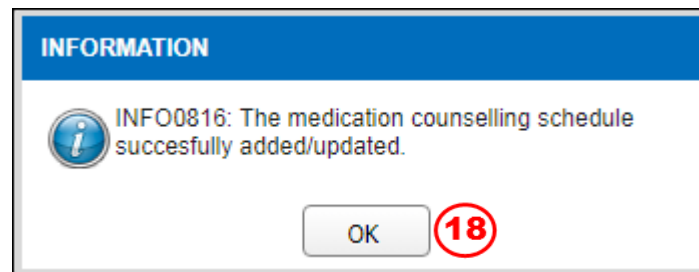 INFORMATION
INFO0816: The medication counselling schedule
succesfully added/updated.
OK
18